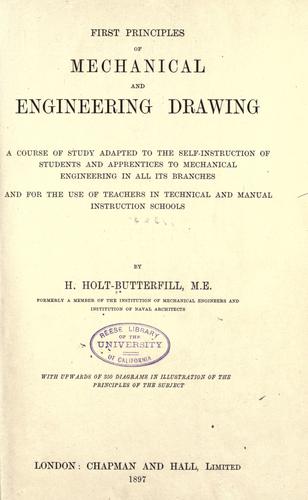 FIRST PRINCIPLES
OF
MECHANICAL
AND
ENGINEERING DRAWING
A COURSE OF STUDY ADAPTED TO THE SELF-INSTRUCTION OF
STUDENTS AND APPRENTICES TO MECHANICAL
ENGINEERING IN ALL ITS BRANCHES
AND FOR THE USE OF TEACHERS IN TECHNICAL AND MANUAL
INSTRUCTION SCHOOLS
BY
H. HOLT-BUTTERFILL, M.E.
FORMERLY A MEMBER OF THE INSTITUTION OF MECHANICAL ENGINEERS AND
INSTITUTION OF NAVAL ARCHITECTS
REESE LIBRARY
OF THE
UNIVERSITY
OF CALIFORNIA
WITH UPWARDS OF 350 DIAGRAMS IN ILLUSTRATION OF THE
PRINCIPLES OF THE SUBJECT
LONDON: CHAPMAN AND HALL, LIMITED
1897